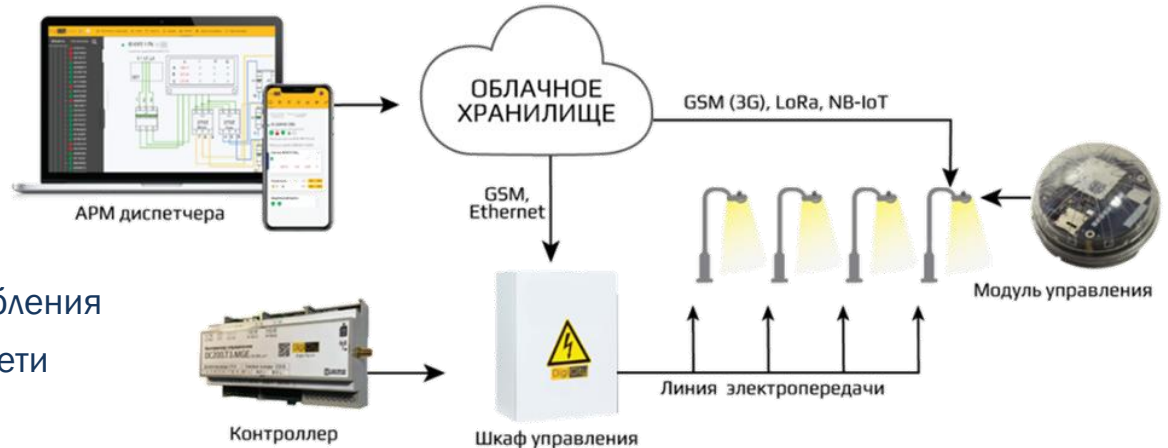 ОБЛАЧНОЕ
ХРАНИЛИЩЕ
GSM (3G), LoRa, NB-IoT
АРМ диспетчера
GSM,
Ethernet
Модуль управления
бления
ети
Линия электропередачи
Контроллер
Шкаф управления